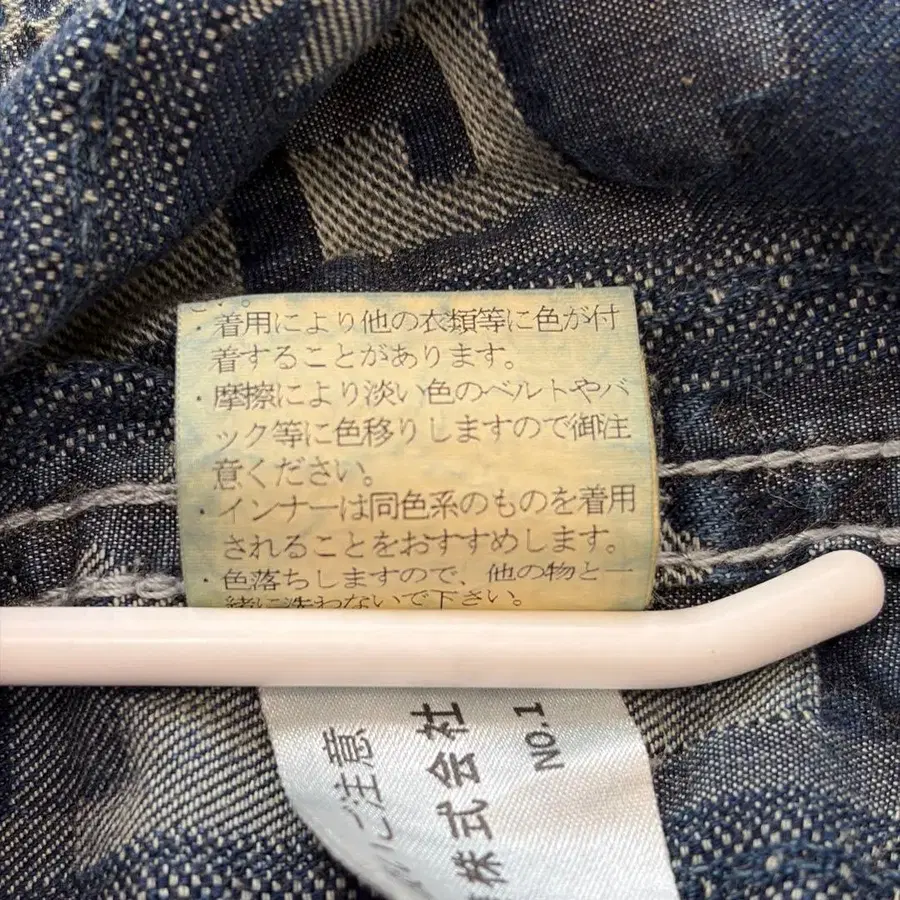 ・着用により他の衣類等に色が付
着することがあります。
・摩擦により淡い色のベルトやバ
ック等に色移りしますので御注
意ください。
・インナーは同色系のものを着用
されることをおすすめします。
・色落ちしますので、他の物と一
緒に洗わないで下さい。
ご注意
株式会社
NO.1